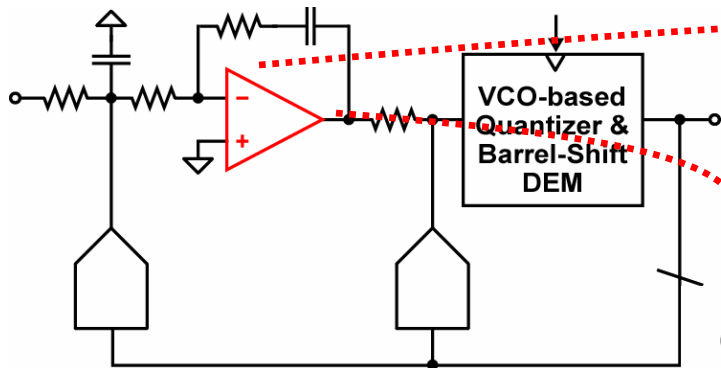 −
+
VCO-based
Quantizer &
Barrel-Shift
DEM